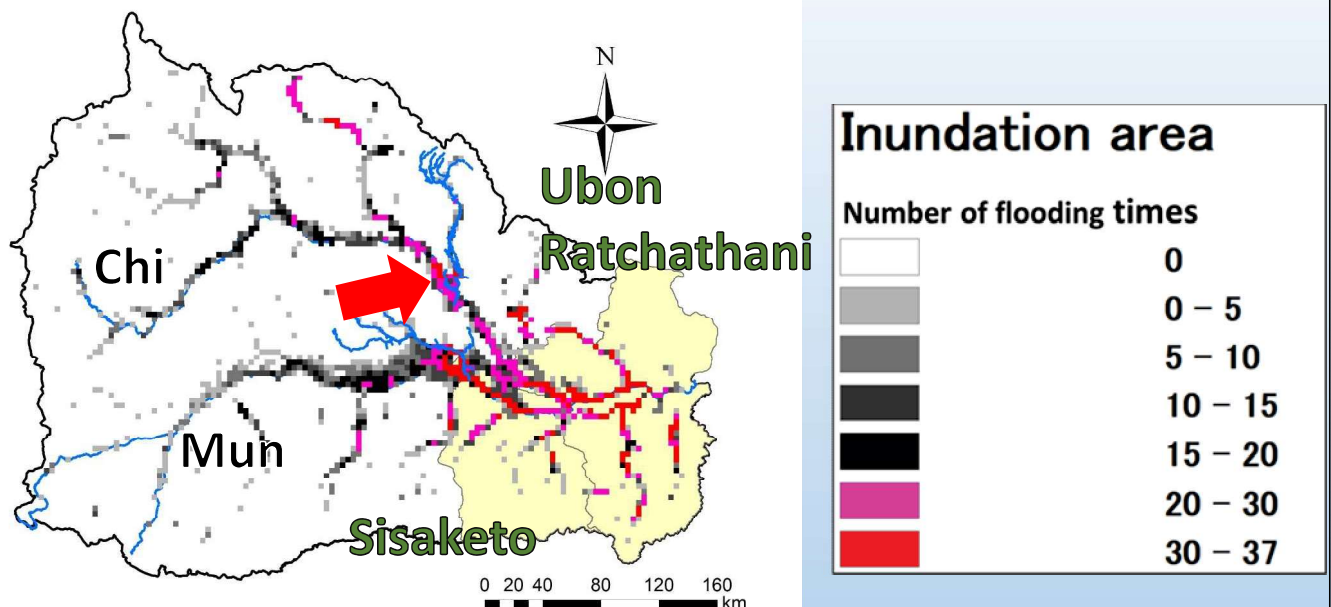 N
Ubon
Ratchathani
Chi
Mun
Sisaketo
0 20 40 80 120 160
km
Inundation area
Number of flooding times
0
0 – 5
5 – 10
10 – 15
15 – 20
20 – 30
30 – 37